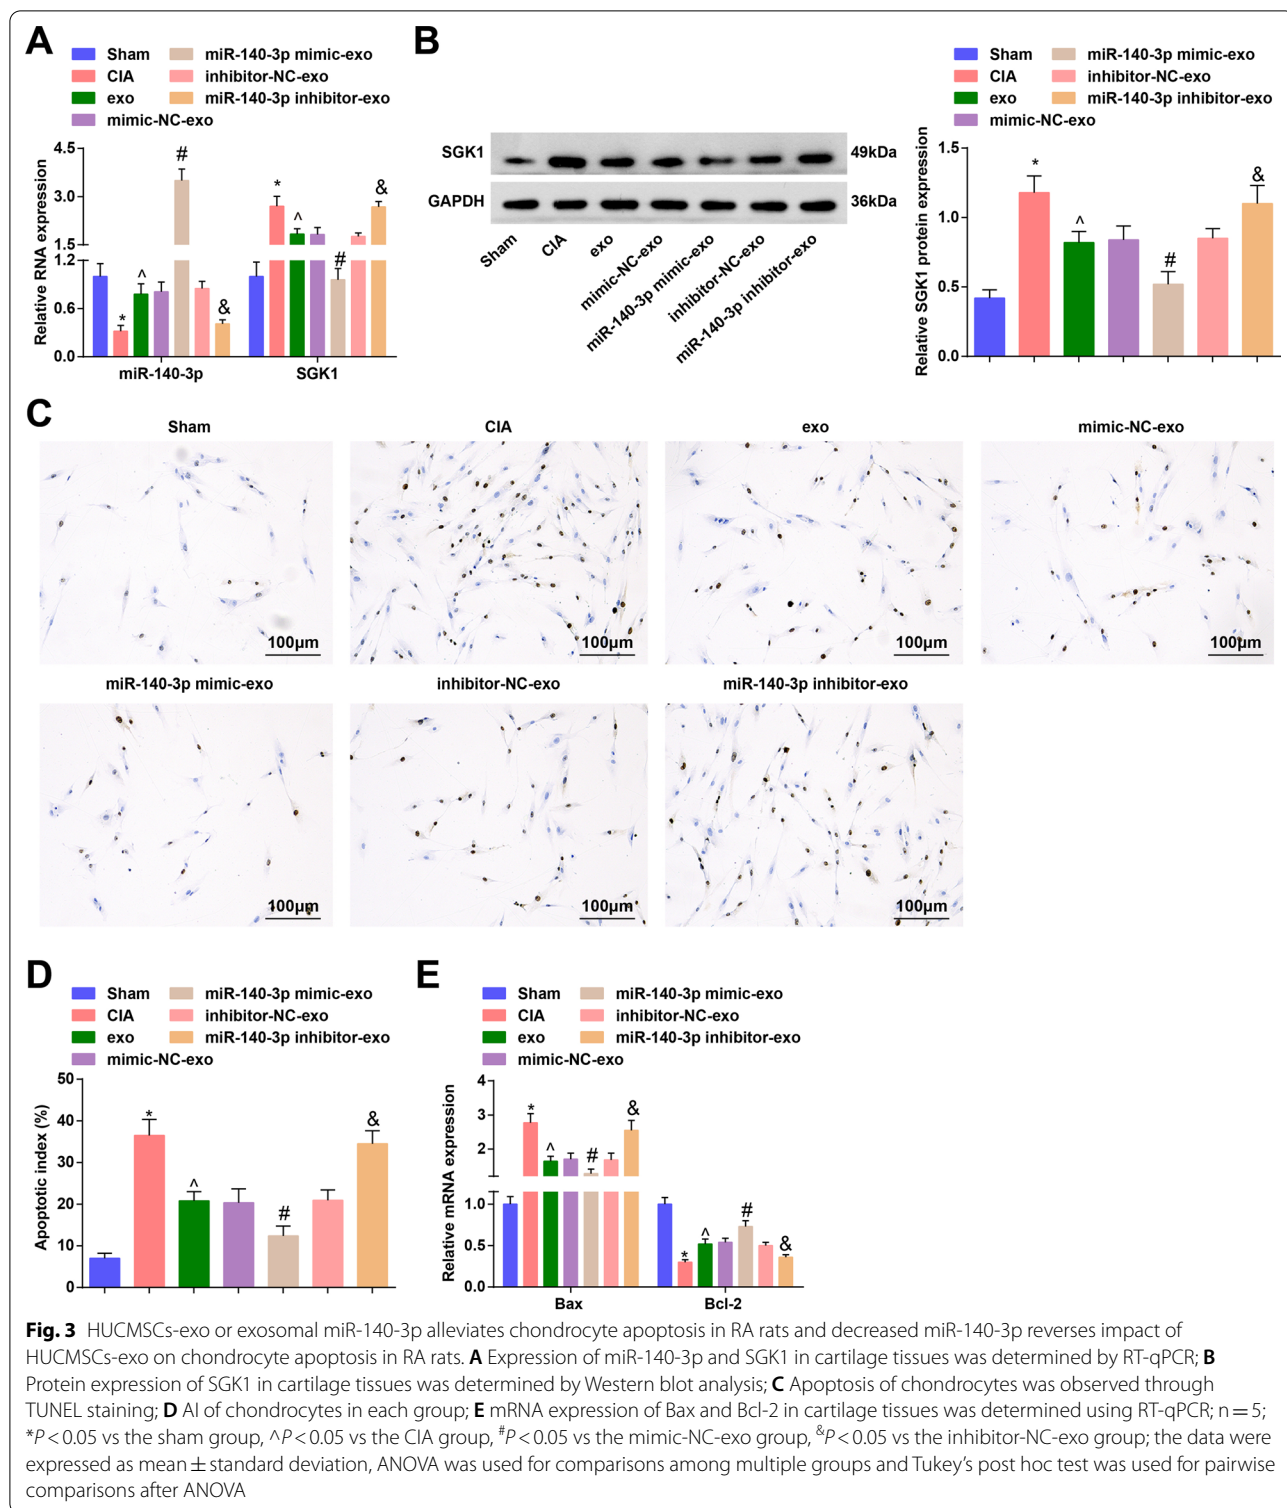 A
Sham
CIA
exo
mimic-NC-exo
miR-140-3p mimic-exo
inhibitor-NC-exo
miR-140-3p inhibitor-exo
Relative RNA expression
4.5
3.0
1.5
1.2
0.6
0.0
* ^ # &
* ^ # &
miR-140-3p
SGK1
B
SGK1
49kDa
GAPDH
36kDa
Sham
CIA
exo
mimic-NC-exo
miR-140-3p mimic-exo
inhibitor-NC-exo
miR-140-3p inhibitor-exo
Sham
CIA
exo
mimic-NC-exo
miR-140-3p mimic-exo
inhibitor-NC-exo
miR-140-3p inhibitor-exo
Relative SGK1 protein expression
1.5
1.0
0.5
0.0
* ^ # &
C
Sham
CIA
exo
mimic-NC-exo
100μm
100μm
100μm
100μm
miR-140-3p mimic-exo
inhibitor-NC-exo
miR-140-3p inhibitor-exo
100μm
100μm
100μm
D
Sham
CIA
exo
mimic-NC-exo
miR-140-3p mimic-exo
inhibitor-NC-exo
miR-140-3p inhibitor-exo
Apoptotic index (%)
50
40
30
20
10
0
* ^ # &
E
Sham
CIA
exo
mimic-NC-exo
miR-140-3p mimic-exo
inhibitor-NC-exo
miR-140-3p inhibitor-exo
Relative mRNA expression
4
3
2
1.0
0.5
0.0
* ^ # &
* ^ # &
Bax
Bcl-2
Fig. 3 HUCMSCs-exo or exosomal miR-140-3p alleviates chondrocyte apoptosis in RA rats and decreased miR-140-3p reverses impact of
HUCMSCs-exo on chondrocyte apoptosis in RA rats. A Expression of miR-140-3p and SGK1 in cartilage tissues was determined by RT-qPCR; B
Protein expression of SGK1 in cartilage tissues was determined by Western blot analysis; C Apoptosis of chondrocytes was observed through
TUNEL staining; D AI of chondrocytes in each group; E mRNA expression of Bax and Bcl-2 in cartilage tissues was determined using RT-qPCR; n = 5;
*P < 0.05 vs the sham group, ^P < 0.05 vs the CIA group, #P < 0.05 vs the mimic-NC-exo group, &P < 0.05 vs the inhibitor-NC-exo group; the data were
expressed as mean ± standard deviation, ANOVA was used for comparisons among multiple groups and Tukey's post hoc test was used for pairwise
comparisons after ANOVA